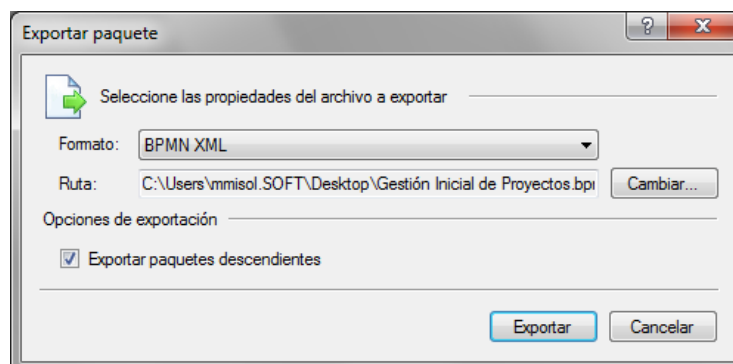 Exportar paquete
Seleccione las propiedades del archivo a exportar
Formato: BPMN XML
Ruta: C:\Users\mmisol.SOFT\Desktop\Gestión Inicial de Proyectos.bpr Cambiar...
Opciones de exportación
Exportar paquetes descendientes
Exportar Cancelar